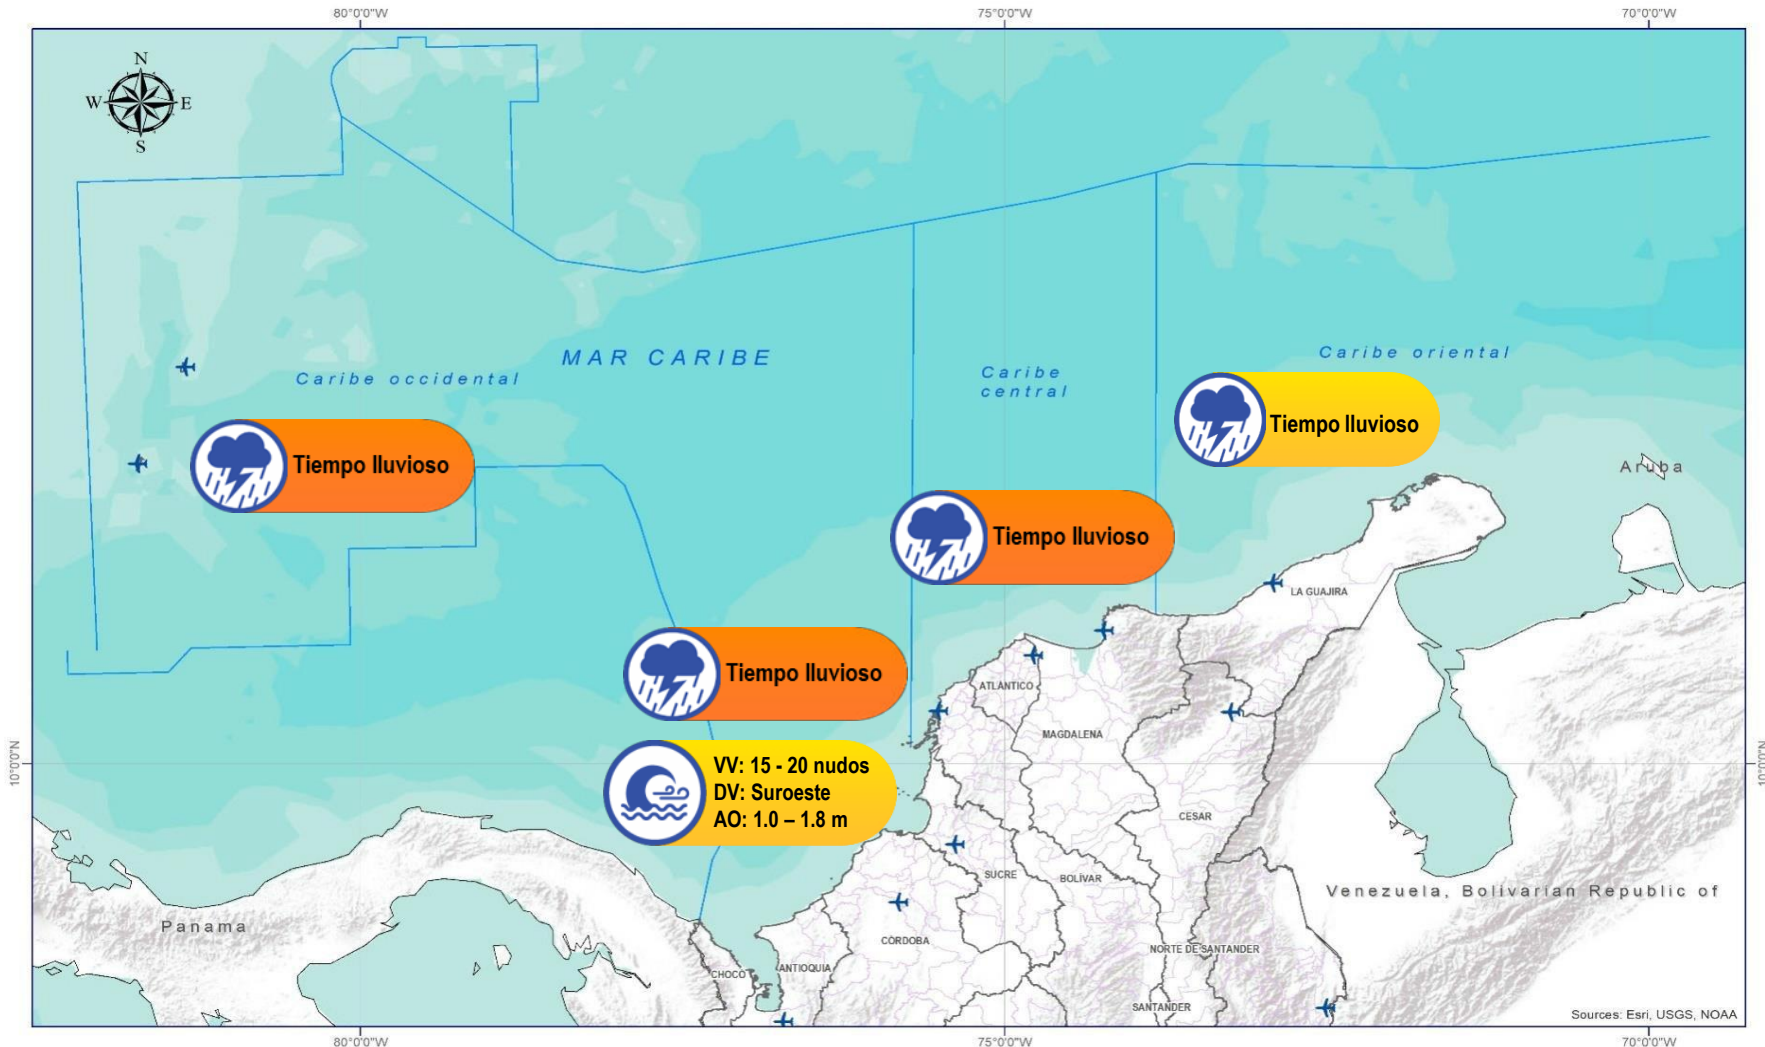 80°0'0"W
75°0'0"W
70°0'0"W
N
W
E
S
MAR CARIBE
Caribe occidental
Caribe
central
Caribe oriental
Tiempo lluvioso
Tiempo lluvioso
Aruba
Tiempo lluvioso
LA GUAJIRA
Tiempo lluvioso
ATLANTICO
MAGDALENA
10°0'0"N
10°0'0"N
VV: 15 - 20 nudos
DV: Suroeste
AO: 1.0 – 1.8 m
CESAR
SUCRE
BOLÍVAR
Venezuela, Bolivarian Republic of
Panama
CÓRDOBA
NORTE DE SANTANDER
CHOCO
ANTIOQUIA
SANTANDER
Sources: Esri, USGS, NOAA
80°0'0"W
75°0'0"W
70°0'0"W